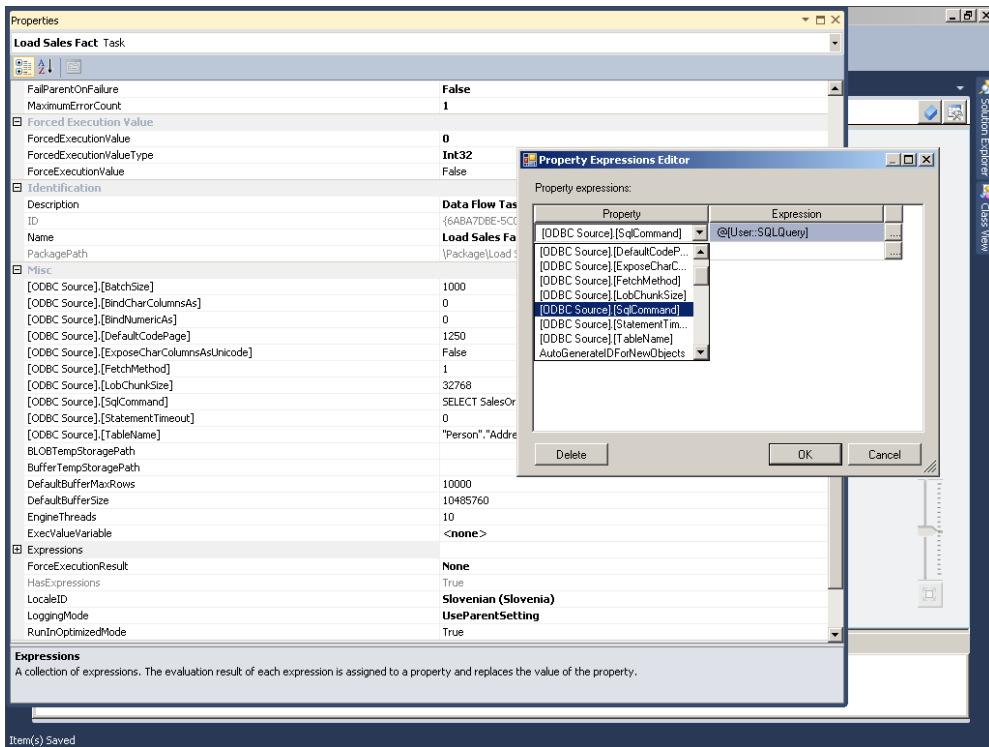 Properties
Load Sales Fact Task
FailParentOnFailure False
MaximumErrorCount 1
Forced Execution Value
ForcedExecutionValue 0
ForcedExecutionValueType Int32
ForceExecutionValue False
Identification
Description Data Flow Tas
ID {6ABA7DBE-5C
Name Load Sales Fa
PackagePath \Package\Load
Misc
[ODBC Source].[BatchSize] 1000
[ODBC Source].[BindCharColumnsAs] 0
[ODBC Source].[BindNumericAs] 0
[ODBC Source].[DefaultCodePage] 1250
[ODBC Source].[ExposeCharColumnsAsUnicode] False
[ODBC Source].[FetchMethod] 1
[ODBC Source].[LobChunkSize] 32768
[ODBC Source].[SqlCommand] SELECT SalesOr
[ODBC Source].[StatementTimeout] 0
[ODBC Source].[TableName] "Person"."Addre
BLOBTempStoragePath
BufferTempStoragePath
DefaultBufferMaxRows 10000
DefaultBufferSize 10485760
EngineThreads 10
ExecValueVariable <none>
Expressions
ForceExecutionResult None
HasExpressions True
LocaleID Slovenian (Slovenia)
LoggingMode UseParentSetting
RunInOptimizedMode True
Expressions
A collection of expressions. The evaluation result of each expression is assigned to a property and replaces the value of the property.
Item(s) Saved
Property Expressions Editor
Property expressions:
Property Expression
[ODBC Source].[SqlCommand] @[User::SQLQuery] ...
[ODBC Source].[DefaultCodeP... ...
[ODBC Source].[ExposeCharC...
[ODBC Source].[FetchMethod]
[ODBC Source].[LobChunkSize]
[ODBC Source].[SqlCommand]
[ODBC Source].[StatementTim...
[ODBC Source].[TableName]
AutoGenerateIDForNewObjects
Delete OK Cancel
Solution Explorer
Class View